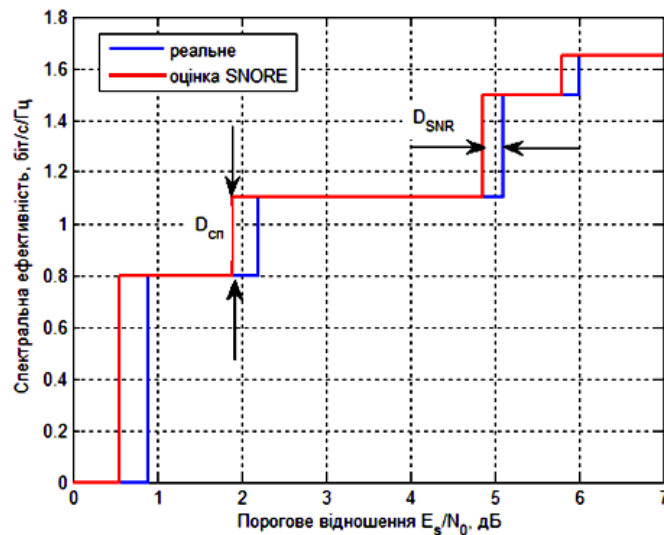 1.8
реальне
1.6
оцінка SNORE
1.4
D_SNR
1.2
1
D_сп
0.8
0.6
0.4
0.2
0
0 1 2 3 4 5 6 7
Порогове відношення E_s/N_0, дБ
Спектральна ефективність, біт/с/Гц